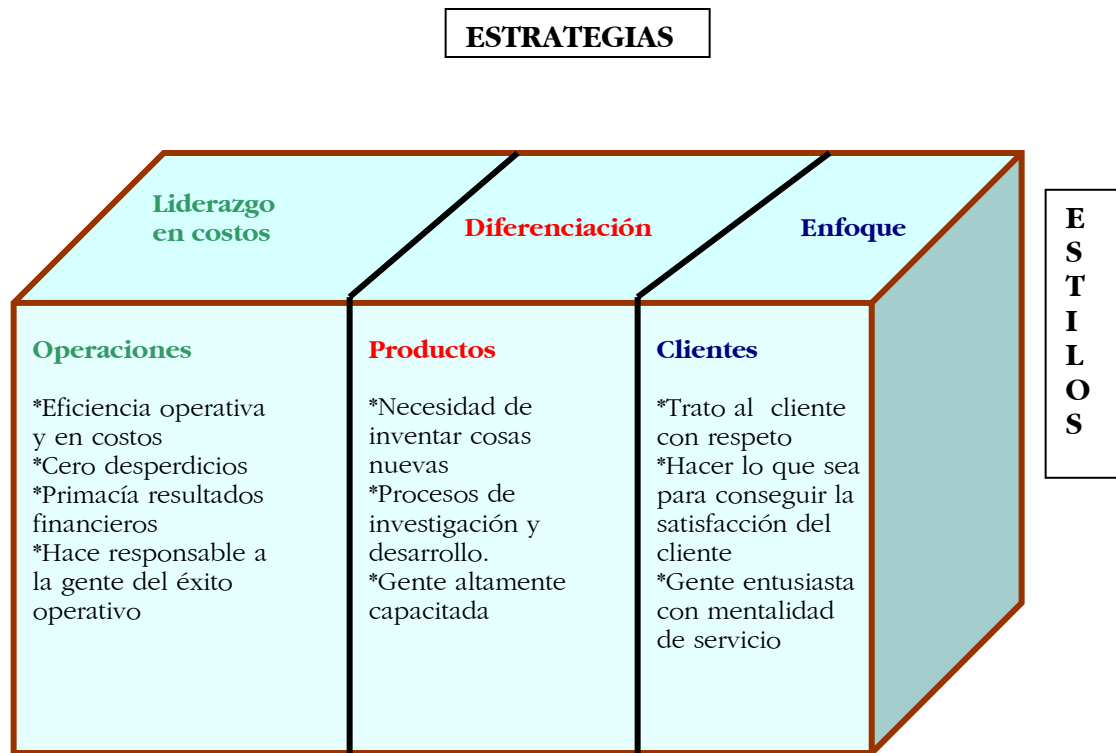 ESTRATEGIAS
Liderazgo
en costos
Diferenciación
Enfoque
E
S
T
I
L
O
S
Operaciones
*Eficiencia operativa
y en costos
*Cero desperdicios
*Primacía resultados
financieros
*Hace responsable a
la gente del éxito
operativo
Productos
*Necesidad de
inventar cosas
nuevas
*Procesos de
investigación y
desarrollo.
*Gente altamente
capacitada
Clientes
*Trato al  cliente
con respeto
*Hacer lo que sea
para conseguir la
satisfacción del
cliente
*Gente entusiasta
con mentalidad
de servicio